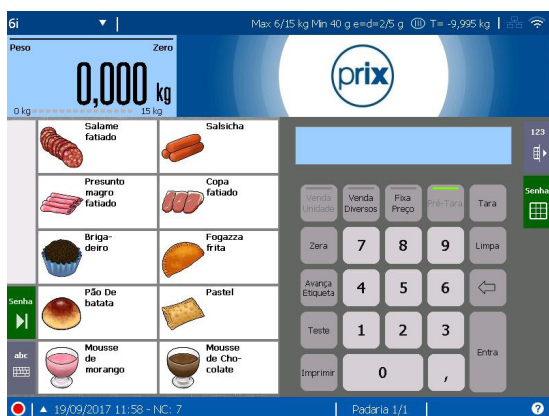 6i
Max 6/15 kg Min 40 g e=d=2/5 g III T= -9,995 kg
Peso
Zero
0,000 kg
0 kg
15 kg
prix
Salame
fatiado
Salsicha
Presunto
magro
fatiado
Copa
fatiado
Briga-
deiro
Fogazza
frita
Pão De
batata
Pastel
Mousse
de
morango
Mousse
de Cho-
colate
Senha
abc
123
Senha
Venda
Unidade
Venda
Diversos
Fixa
Preço
Pré-Tara
Tara
Zera
7
8
9
Limpa
Avança
Etiqueta
4
5
6
Teste
1
2
3
Entra
Imprimir
0
,
19/09/2017 11:58 - NC: 7
Padaria 1/1
?